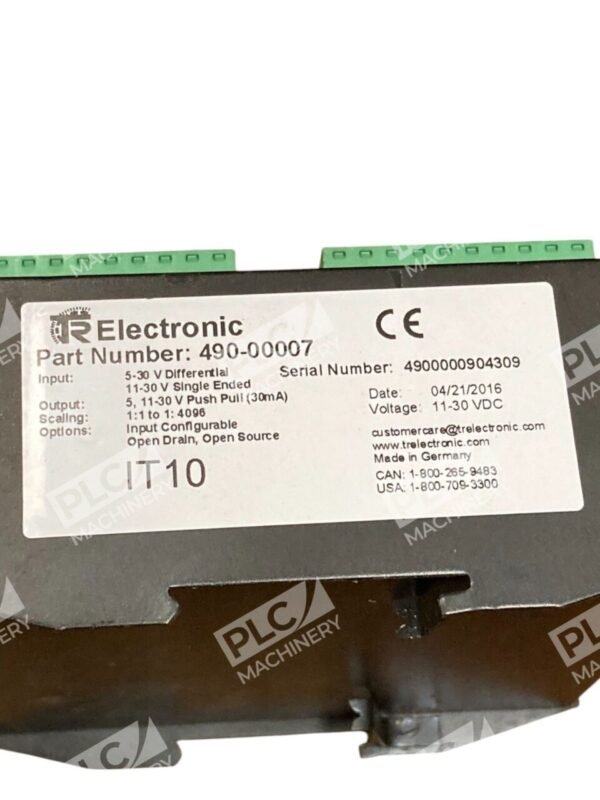 TR Electronic
CE
Part Number: 490-00007
Serial Number: 4900000904309
Input: 5-30 V Differential
11-30 V Single Ended
Output: 5, 11-30 V Push Pull (30mA)
Scaling: 1:1 to 1:4096
Options: Input Configurable
Open Drain, Open Source
IT10
Date: 04/21/2016
Voltage: 11-30 VDC
customercare@trelectronic.com
www.trelectronic.com
Made in Germany
CAN: 1-800-265-9483
USA: 1-800-709-3300
PLC MACHINERY